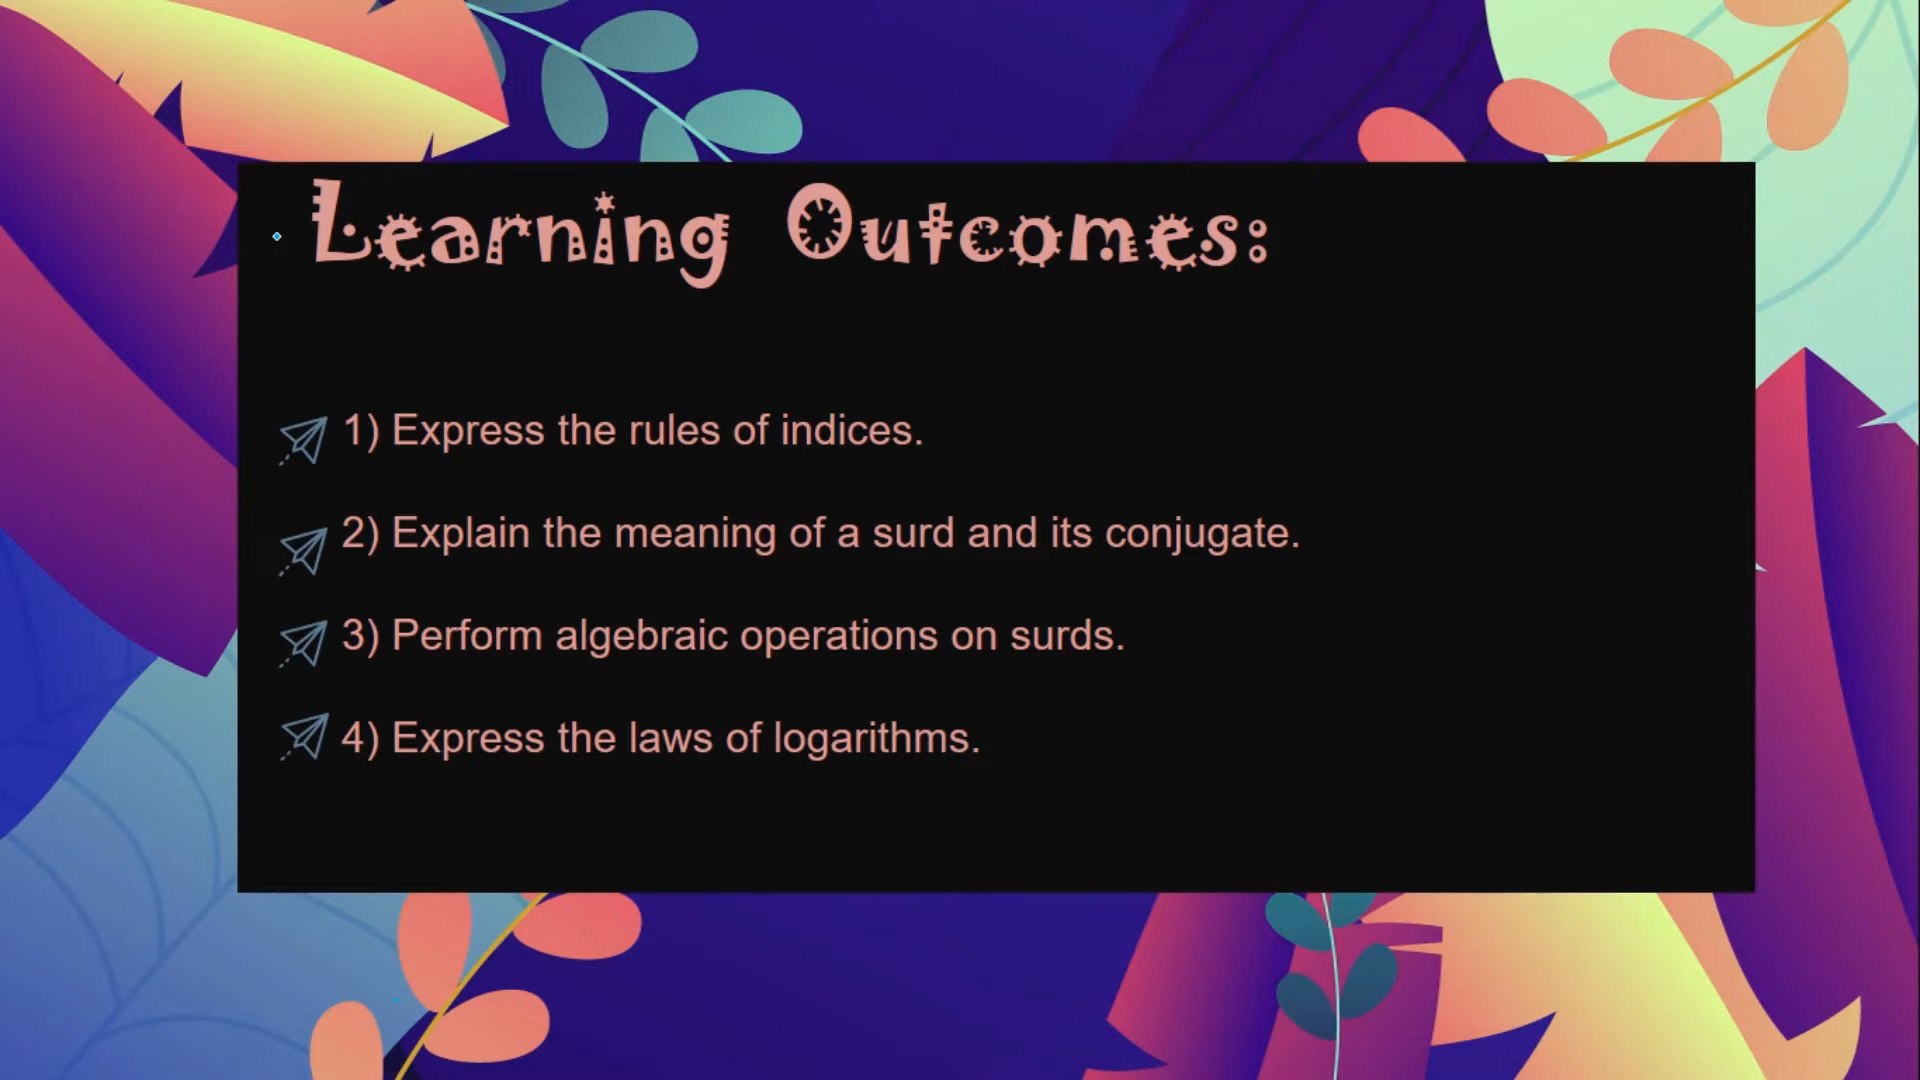 Learning Outcomes:
1) Express the rules of indices.
2) Explain the meaning of a surd and its conjugate.
3) Perform algebraic operations on surds.
4) Express the laws of logarithms.